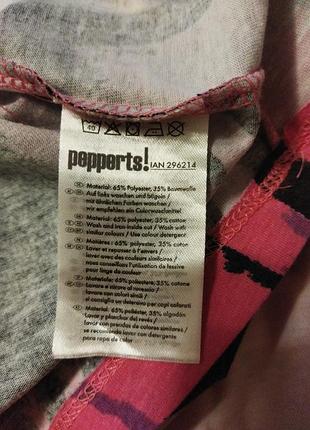 40
pepperts! IAN 296214
Material: 65% Polyester, 35% Baumwolle
Auf links waschen und bügeln /
mit ähnlichen Farben waschen /
wir empfehlen ein Colorwaschmittel
Material: 65% Polyester, 35% cotton
Wash and iron inside out / Wash with
similar colours / Use colour detergent
Matières: 65% polyester, 35% coton
Laver et repasser à l'envers /
laver avec des couleurs similaires /
nous conseillons l'utilisation de lessive
pour linge de couleur
Materiale: 65% poliestere, 35% cotone
Lavare e stirare al rovescio /
lavare con colori simili /
si consiglia un detersivo per capi colorati
Material: 65% poliéster, 35% algodón
Lavar y planchar del revés /
lavar con prendas de colores similares /
se recomienda lavar con detergente
para ropa de color